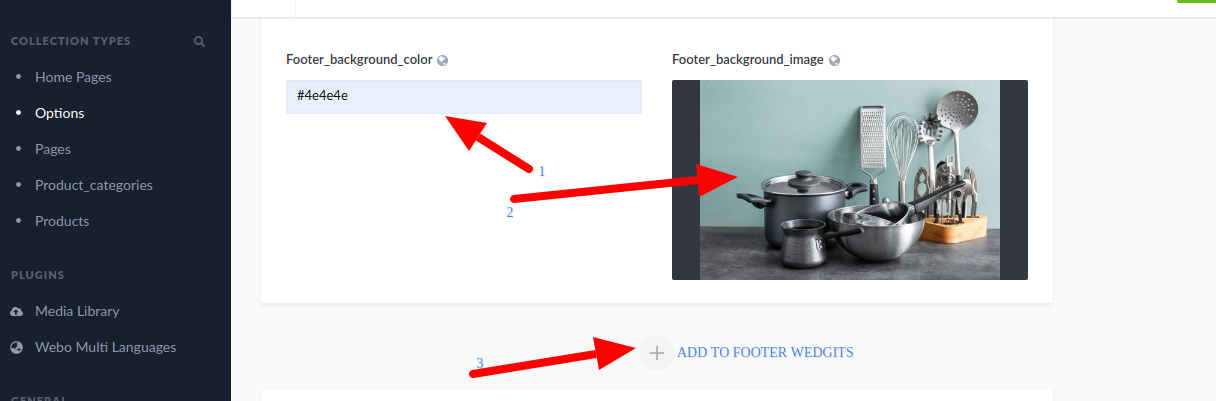 COLLECTION TYPES
Home Pages
Options
Pages
Product_categories
Products
PLUGINS
Media Library
Webo Multi Languages
GENERAL
Footer_background_color
#4e4e4e
Footer_background_image
1
2
3
ADD TO FOOTER WEDGITS